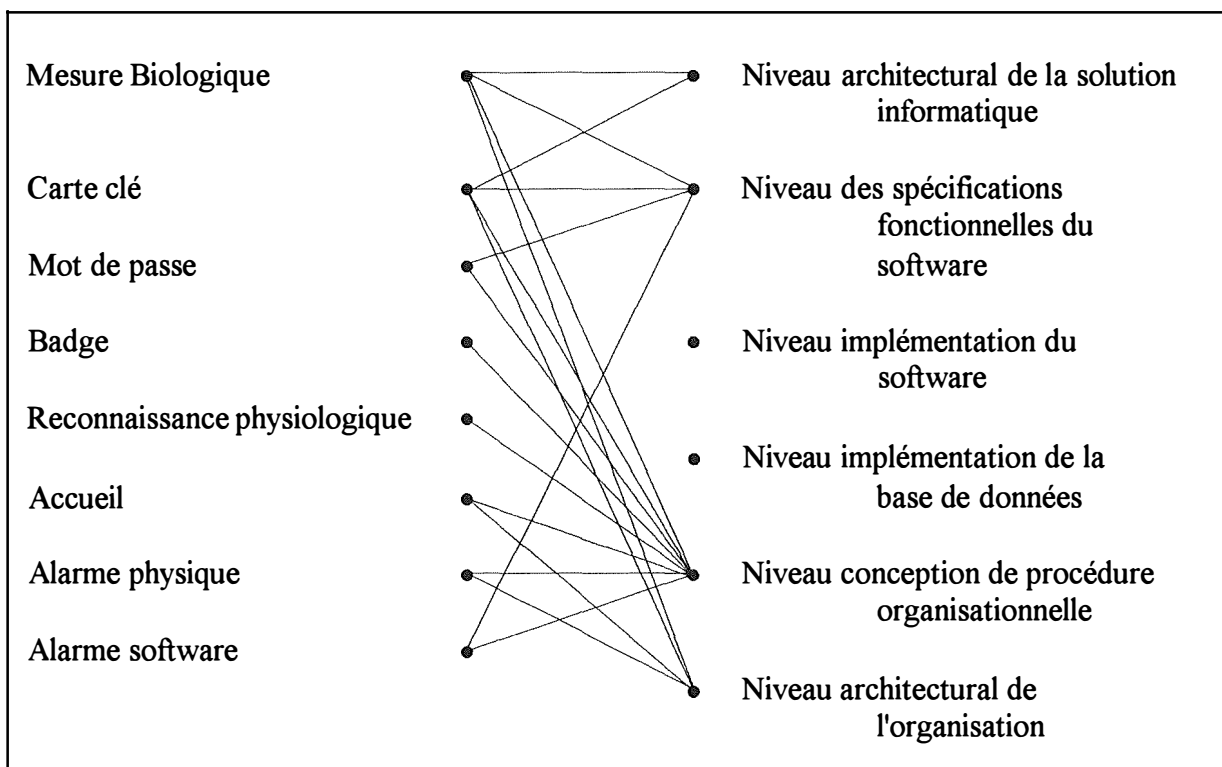 Mesure Biologique
Carte clé
Mot de passe
Badge
Reconnaissance physiologique
Accueil
Alarme physique
Alarme software
Niveau architectural de la solution
informatique
Niveau des spécifications
fonctionnelles du
software
Niveau implémentation du
software
Niveau implémentation de la
base de données
Niveau conception de procédure
organisationnelle
Niveau architectural de
l'organisation